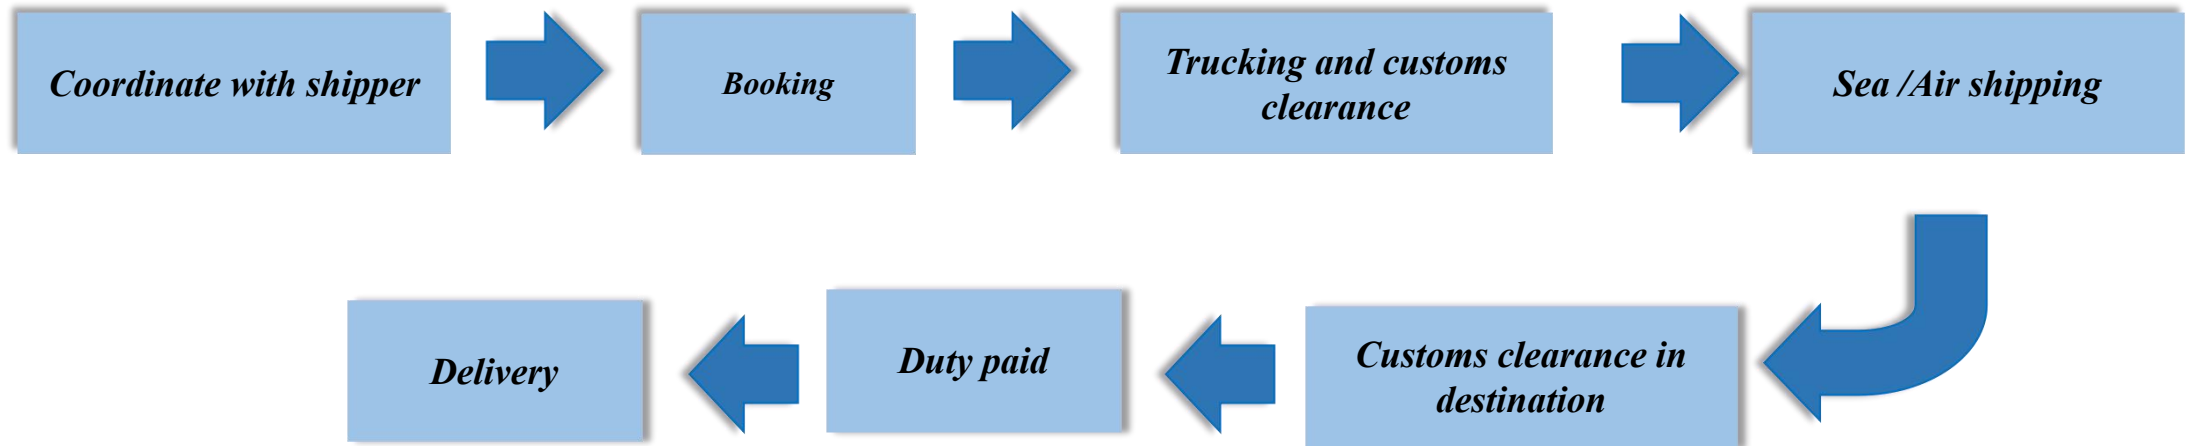 Coordinate with shipper
Booking
Trucking and customs
clearance
Sea /Air shipping
Customs clearance in
destination
Duty paid
Delivery